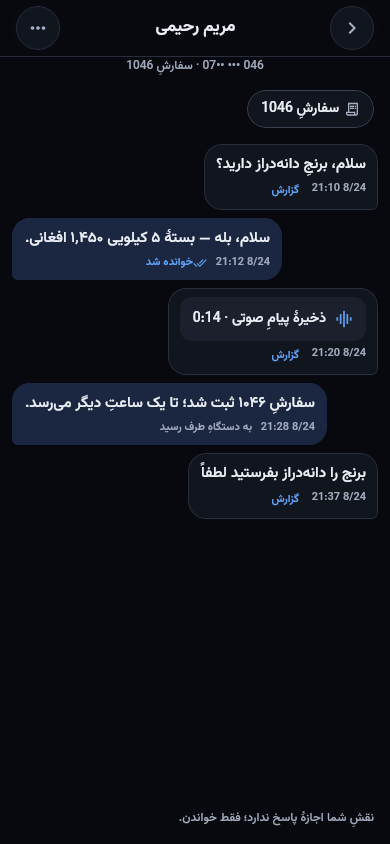 مریم رحیمی
سفارشِ 1046 · 07•• ••• 046
سفارشِ 1046
سلام، برنجِ دانه‌دراز دارید؟
21:10 8/24 گزارش
سلام، بله — بستهٔ ۵ کیلویی ۱,۴۵۰ افغانی.
21:12 8/24 خوانده شد
ذخیرهٔ پیامِ صوتی · 0:14
21:20 8/24 گزارش
سفارشِ ۱۰۴۶ ثبت شد؛ تا یک ساعتِ دیگر می‌رسد.
21:28 8/24 به دستگاهِ طرف رسید
برنج را دانه‌دراز بفرستید لطفاً
21:37 8/24 گزارش
نقشِ شما اجازهٔ پاسخ ندارد؛ فقط خواندن.